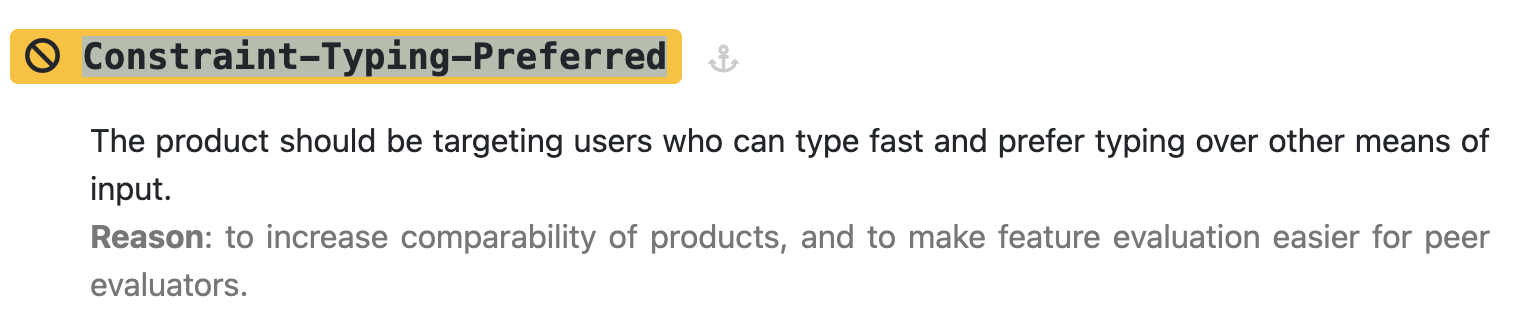 Constraint-Typing-Preferred
The product should be targeting users who can type fast and prefer typing over other means of
input.
Reason: to increase comparability of products, and to make feature evaluation easier for peer
evaluators.